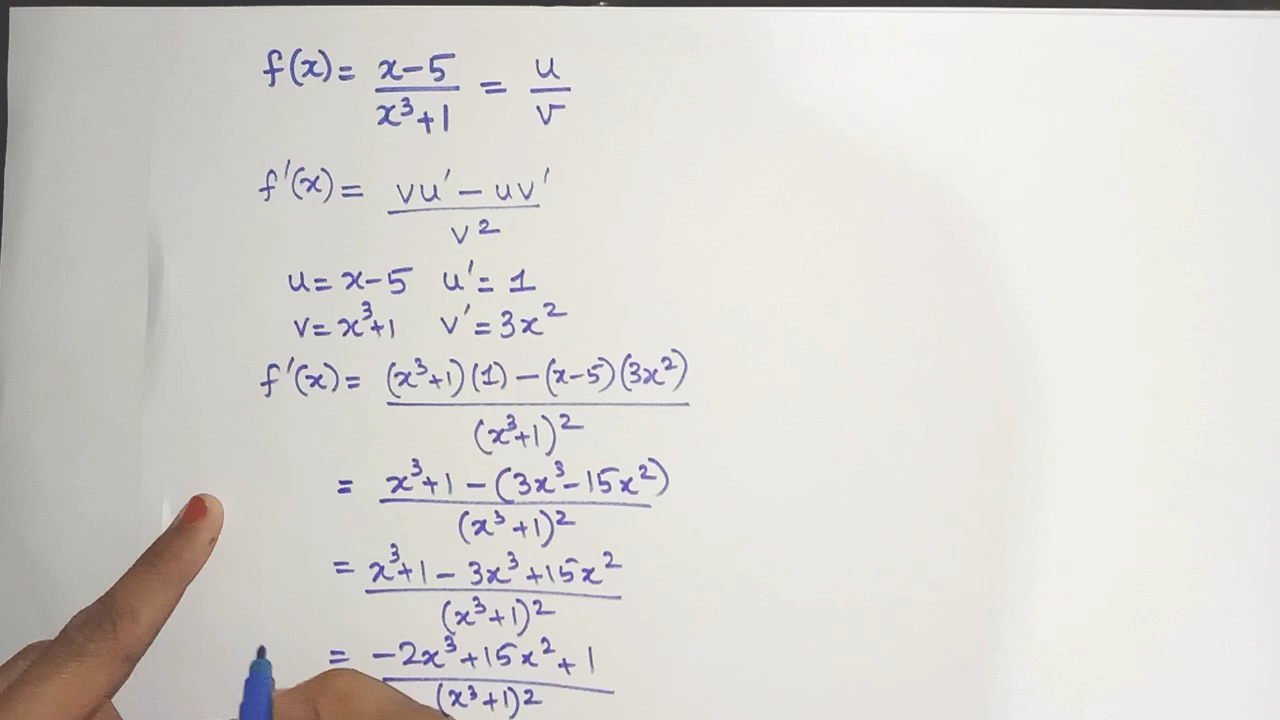 f(x) = x-5 / x³+1 = u / v
f'(x) = vu' - uv' / v²
u = x-5 u' = 1
v = x³+1 v' = 3x²
f'(x) = (x³+1)(1) - (x-5)(3x²) / (x³+1)²
= x³+1 - (3x³-15x²) / (x³+1)²
= x³+1 - 3x³+15x² / (x³+1)²
= -2x³+15x²+1 / (x³+1)²